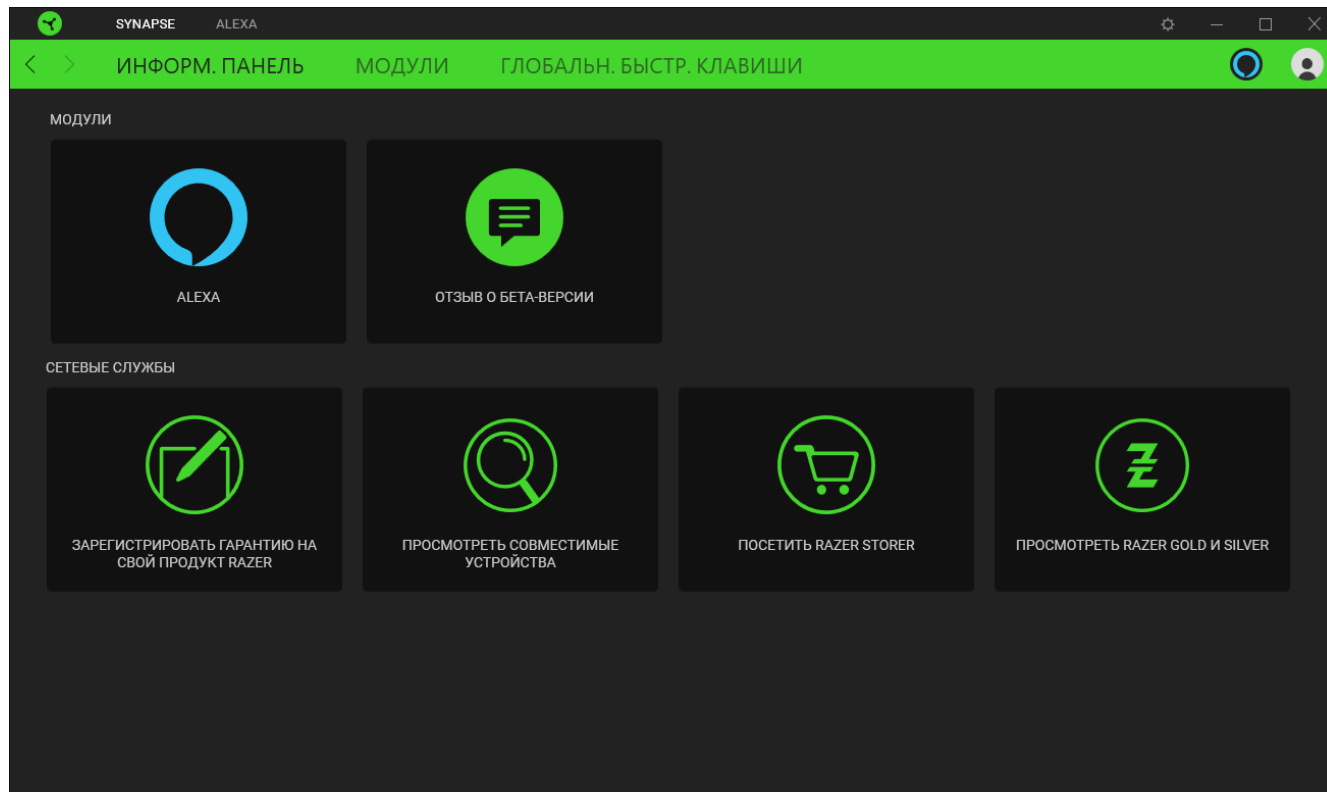 SYNAPSE ALEXA
ИНФОРМ. ПАНЕЛЬ МОДУЛИ ГЛОБАЛЬН. БЫСТР. КЛАВИШИ
МОДУЛИ
ALEXA
ОТЗЫВ О БЕТА-ВЕРСИИ
СЕТЕВЫЕ СЛУЖБЫ
ЗАРЕГИСТРИРОВАТЬ ГАРАНТИЮ НА
СВОЙ ПРОДУКТ RAZER
ПРОСМОТРЕТЬ СОВМЕСТИМЫЕ
УСТРОЙСТВА
ПОСЕТИТЬ RAZER STORER
ПРОСМОТРЕТЬ RAZER GOLD И SILVER